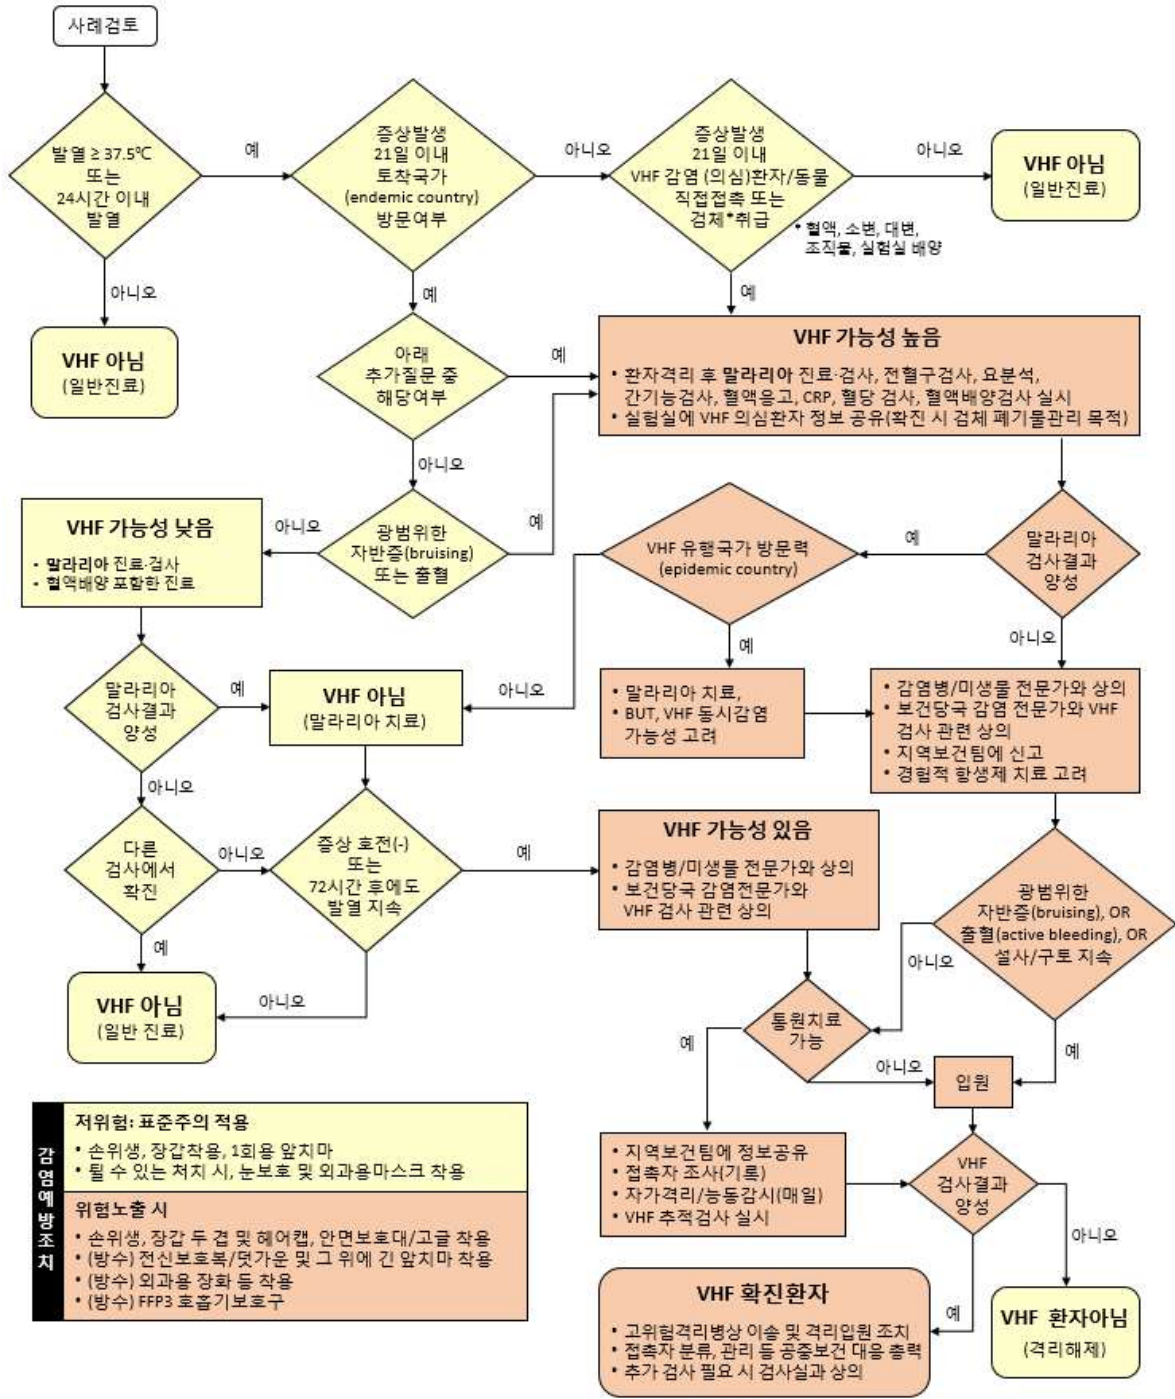 사례검토
발열 ≥ 37.5℃
또는
24시간 이내
발열
예
증상발생
21일 이내
토착국가
(endemic country)
방문여부
아니오
증상발생
21일 이내
VHF 감염 (의심)환자/동물
직접접촉 또는
검체*취급
* 혈액, 소변, 대변,
조직물, 실험실 배양
아니오
VHF 아님
(일반진료)
아니오
VHF 아님
(일반진료)
예
예
아래
추가질문 중
해당여부
예
VHF 가능성 높음
• 환자격리 후 말라리아 진료·검사, 전혈구검사, 요분석,
간기능검사, 혈액응고, CRP, 혈당 검사, 혈액배양검사 실시
• 실험실에 VHF 의심환자 정보 공유(확진 시 검체 폐기물관리 목적)
아니오
VHF 가능성 낮음
• 말라리아 진료·검사
• 혈액배양 포함한 진료
아니오
광범위한
자반증(bruising)
또는 출혈
예
VHF 유행국가 방문력
(epidemic country)
예
말라리아
검사결과
양성
예
아니오
말라리아
검사결과
양성
예
VHF 아님
(말라리아 치료)
아니오
• 말라리아 치료,
• BUT, VHF 동시감염
가능성 고려
• 감염병/미생물 전문가와 상의
• 보건당국 감염 전문가와 VHF
검사 관련 상의
• 지역보건팀에 신고
• 경험적 항생제 치료 고려
아니오
다른
검사에서
확진
아니오
증상 호전(-)
또는
72시간 후에도
발열 지속
예
VHF 가능성 있음
• 감염병/미생물 전문가와 상의
• 보건당국 감염전문가와
VHF 검사 관련 상의
광범위한
자반증(bruising), OR
출혈(active bleeding), OR
설사/구토 지속
예
아니오
VHF 아님
(일반 진료)
아니오
예
통원치료
가능
아니오
입원
예
감염예방조치
저위험: 표준주의 적용
• 손위생, 장갑착용, 1회용 앞치마
• 튈 수 있는 처치 시, 눈보호 및 외과용마스크 착용
위험노출 시
• 손위생, 장갑 두 겹 및 헤어캡, 안면보호대/고글 착용
• (방수) 전신보호복/덧가운 및 그 위에 긴 앞치마 착용
• (방수) 외과용 장화 등 착용
• (방수) FFP3 호흡기보호구
• 지역보건팀에 정보공유
• 접촉자 조사(기록)
• 자가격리/능동감시(매일)
• VHF 추적검사 실시
VHF
검사결과
양성
아니오
예
VHF 확진환자
• 고위험격리병상 이송 및 격리입원 조치
• 접촉자 분류, 관리 등 공중보건 대응 총력
• 추가 검사 필요 시 검사실과 상의
VHF 환자아님
(격리해제)